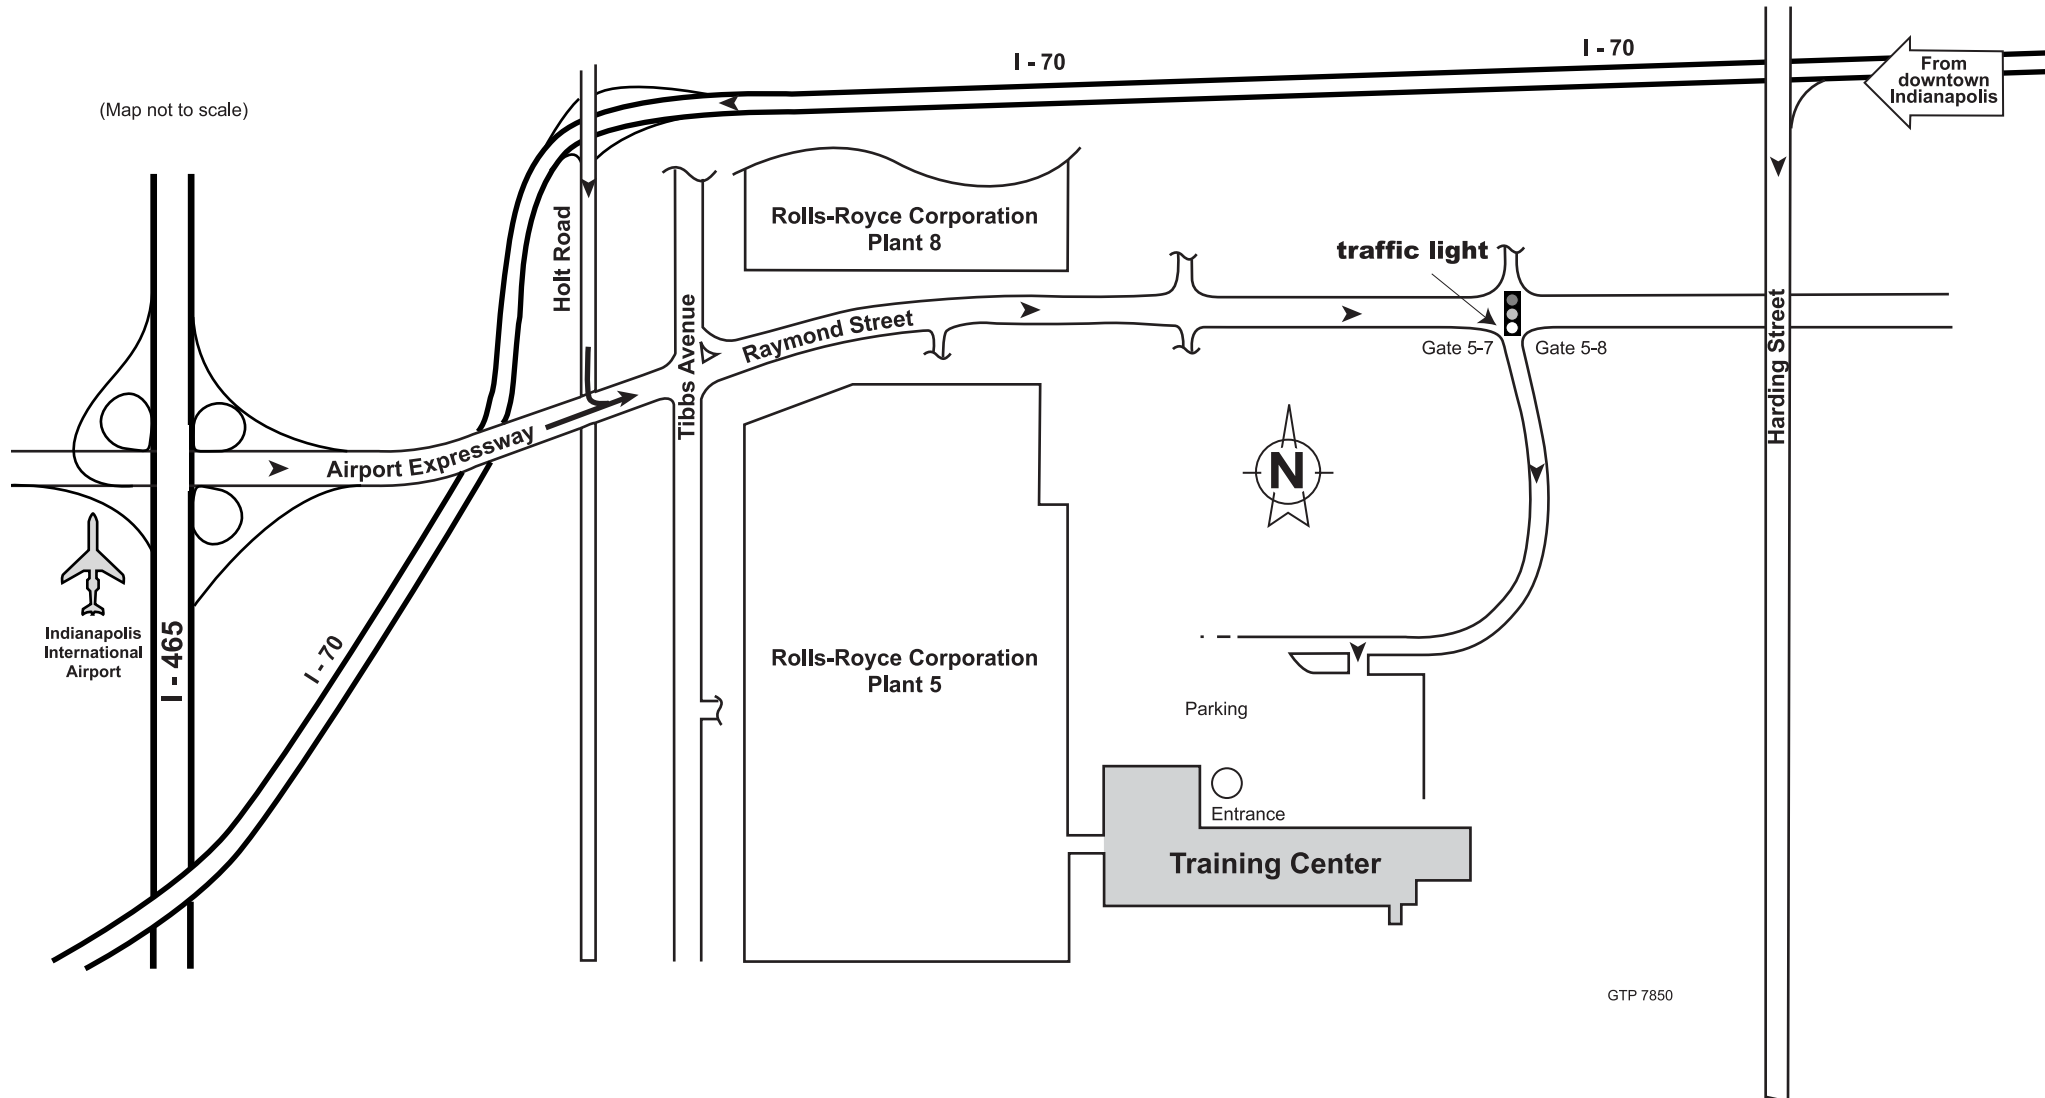 I - 70
I - 70
From
downtown
Indianapolis
(Map not to scale)
Rolls-Royce Corporation
Plant 8
Holt Road
traffic light
Tibbs Avenue
Raymond Street
Gate 5-7
Gate 5-8
Harding Street
Airport Expressway
N
Indianapolis
International
Airport
I - 465
I - 70
Rolls-Royce Corporation
Plant 5
Parking
Entrance
Training Center
GTP 7850